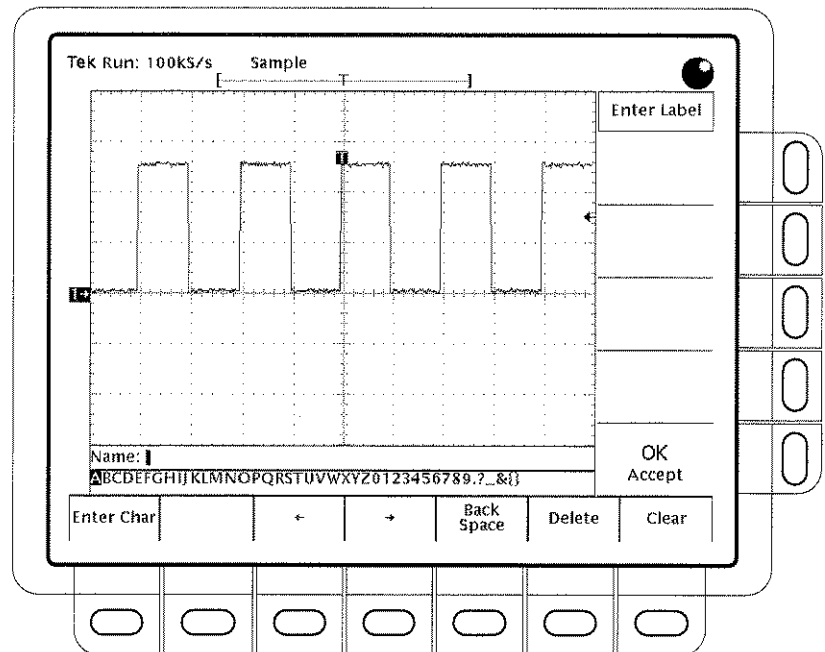 Tek Run: 100kS/s Sample
[ T ]
Enter Label
T
1→
←
Name:
ABCDEFGHIJKLMNOPQRSTUVWXYZ0123456789.?_&{}
OK
Accept
Enter Char
← →
Back
Space
Delete
Clear